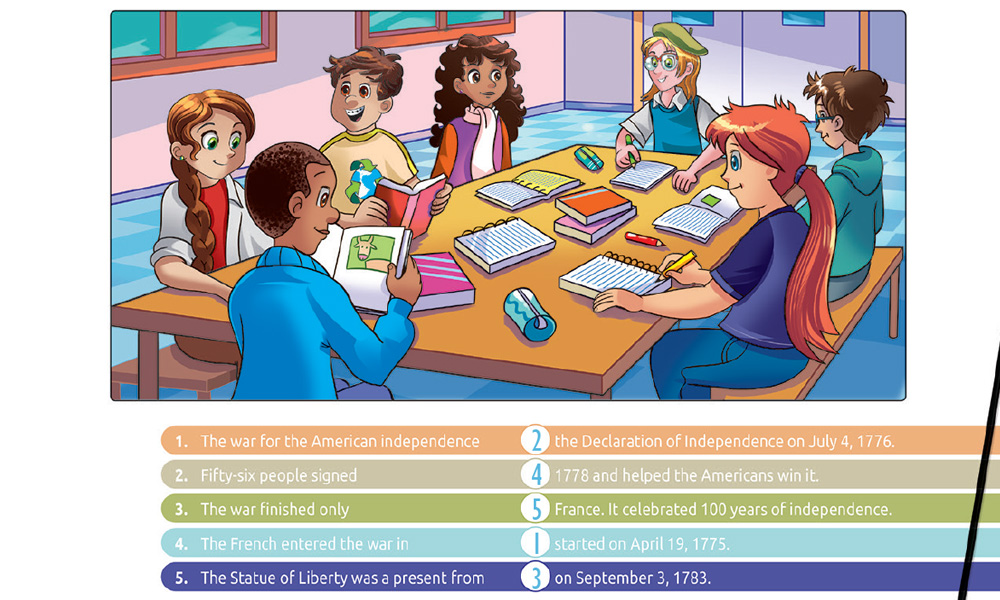 1. The war for the American independence 2 the Declaration of Independence on July 4, 1776.
2. Fifty-six people signed 4 1778 and helped the Americans win it.
3. The war finished only 5 France. It celebrated 100 years of independence.
4. The French entered the war in 1 started on April 19, 1775.
5. The Statue of Liberty was a present from 3 on September 3, 1783.